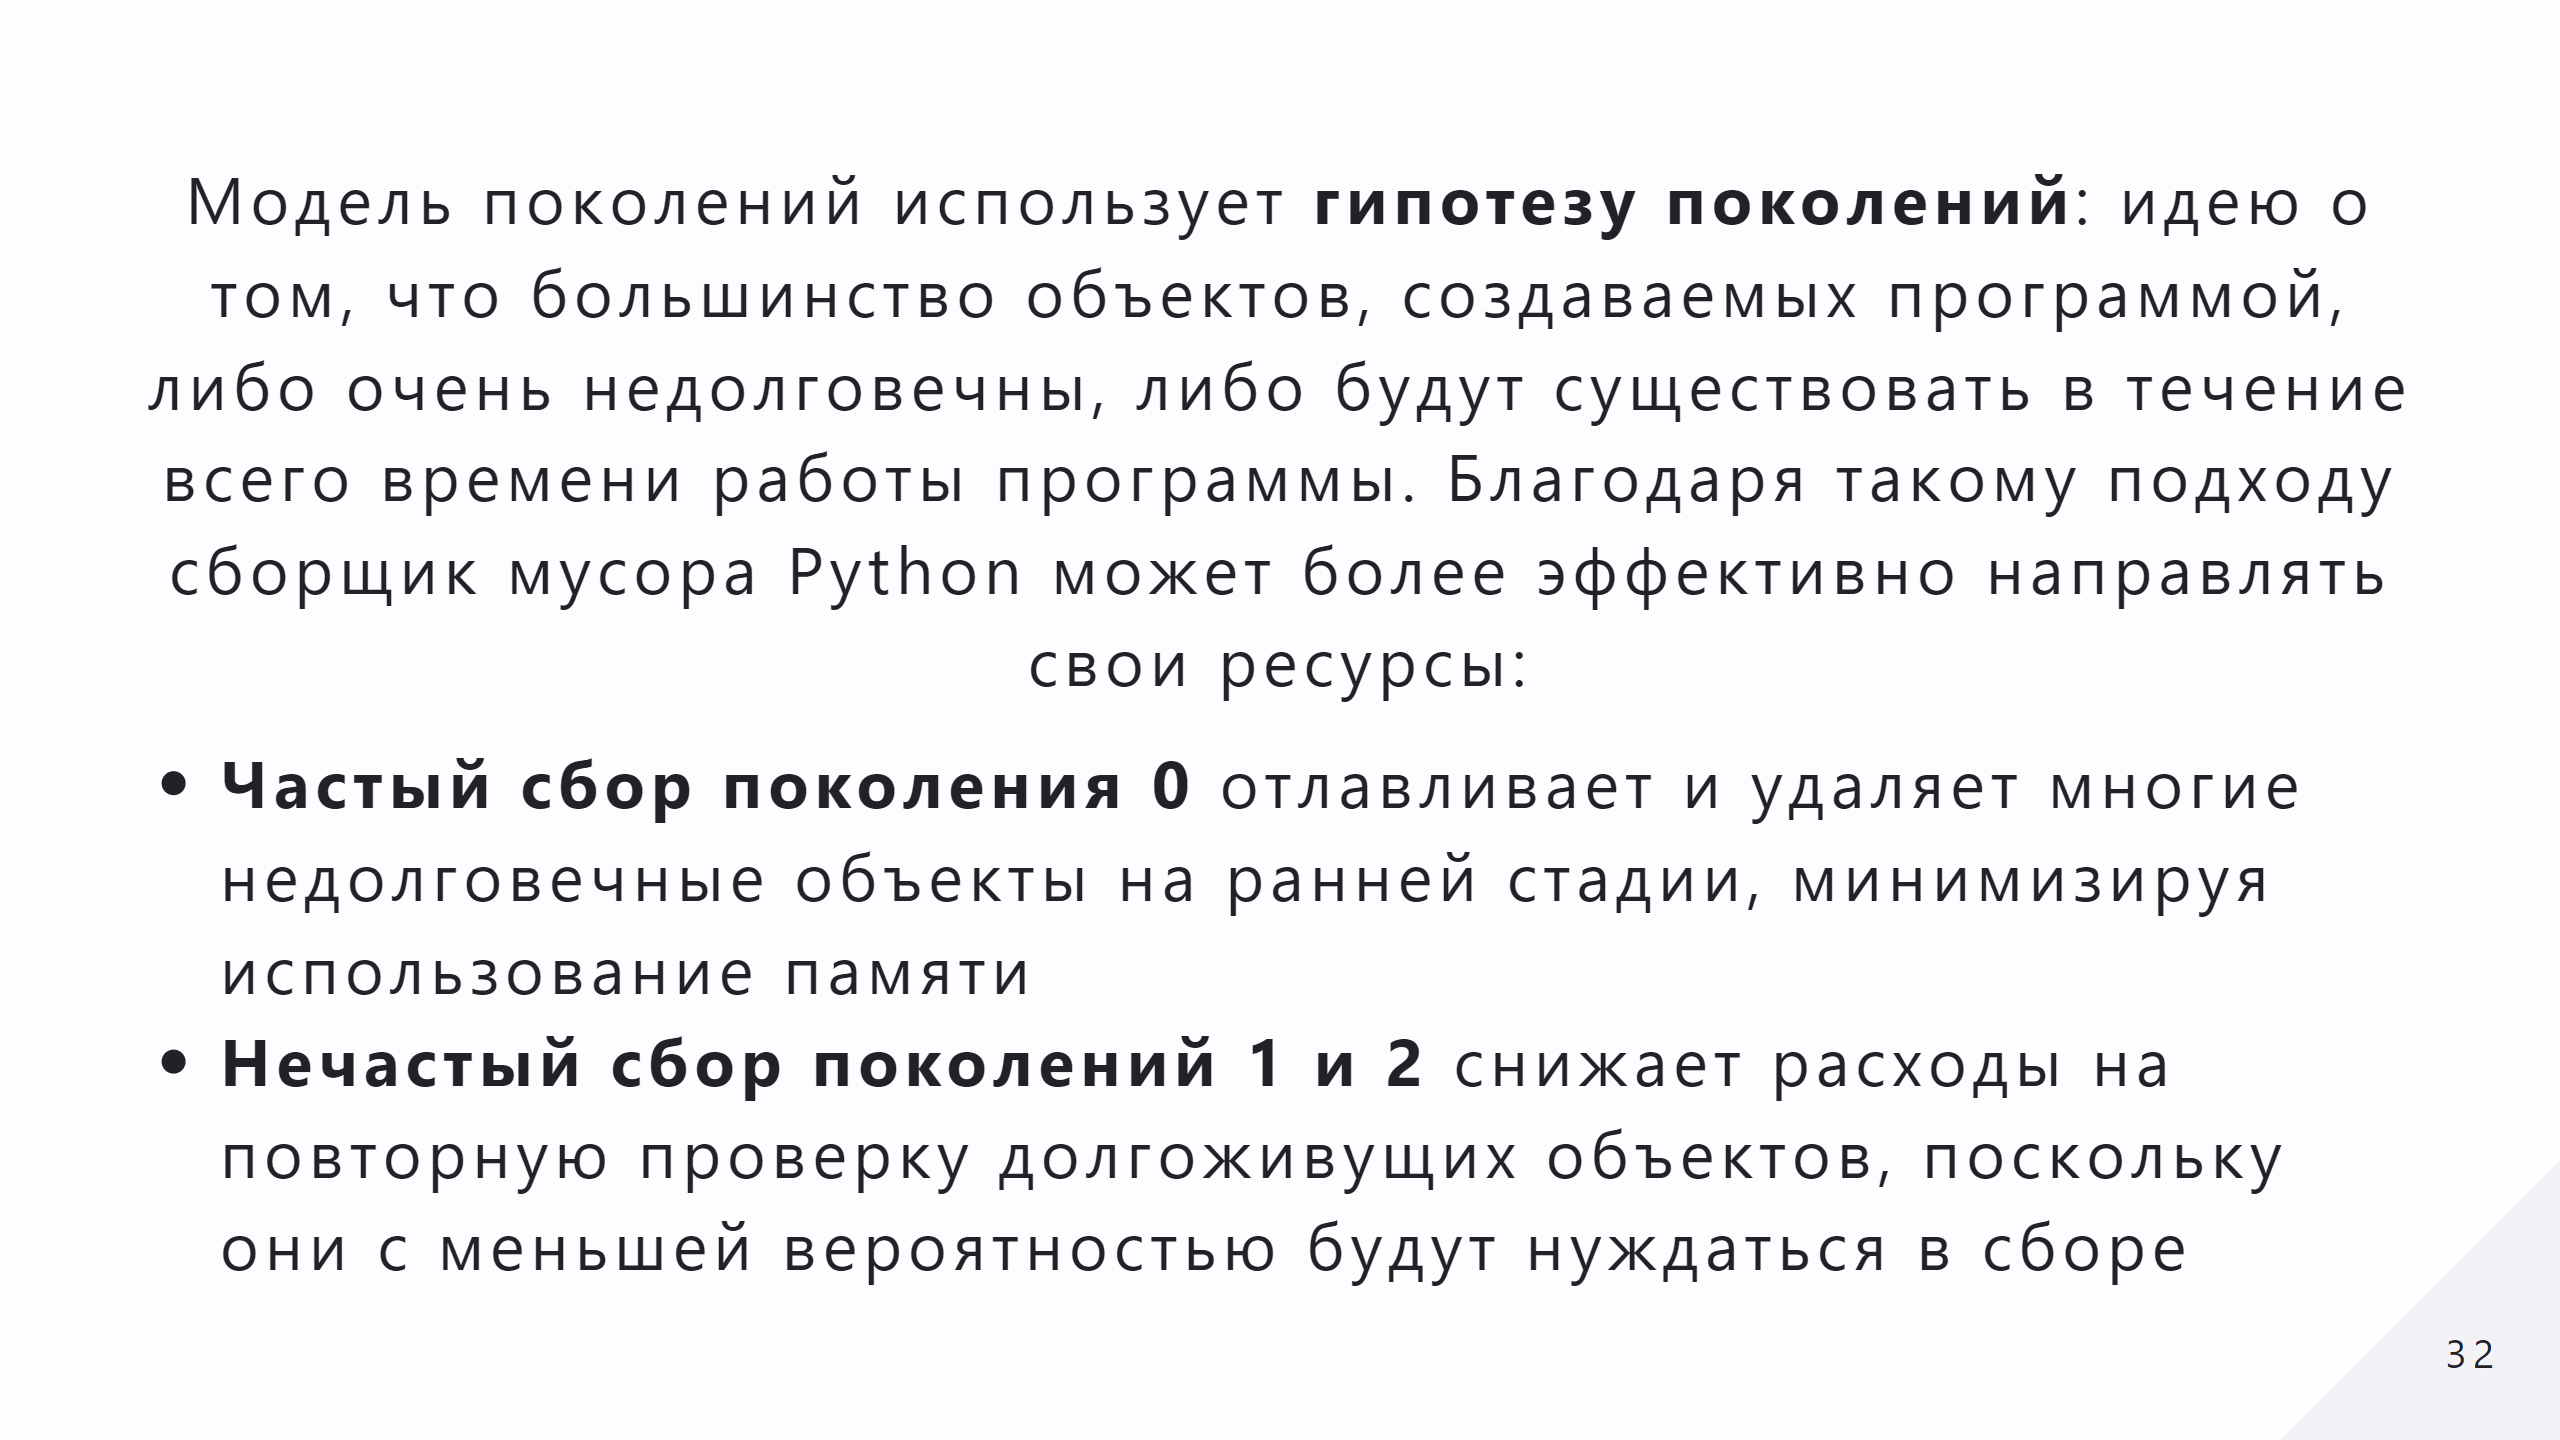 Модель поколений использует гипотезу поколений: идею о
том, что большинство объектов, создаваемых программой,
либо очень недолговечны, либо будут существовать в течение
всего времени работы программы. Благодаря такому подходу
сборщик мусора Python может более эффективно направлять
свои ресурсы:
• Частый сбор поколения 0 отлавливает и удаляет многие
недолговечные объекты на ранней стадии, минимизируя
использование памяти
• Нечастый сбор поколений 1 и 2 снижает расходы на
повторную проверку долгоживущих объектов, поскольку
они с меньшей вероятностью будут нуждаться в сборе
32